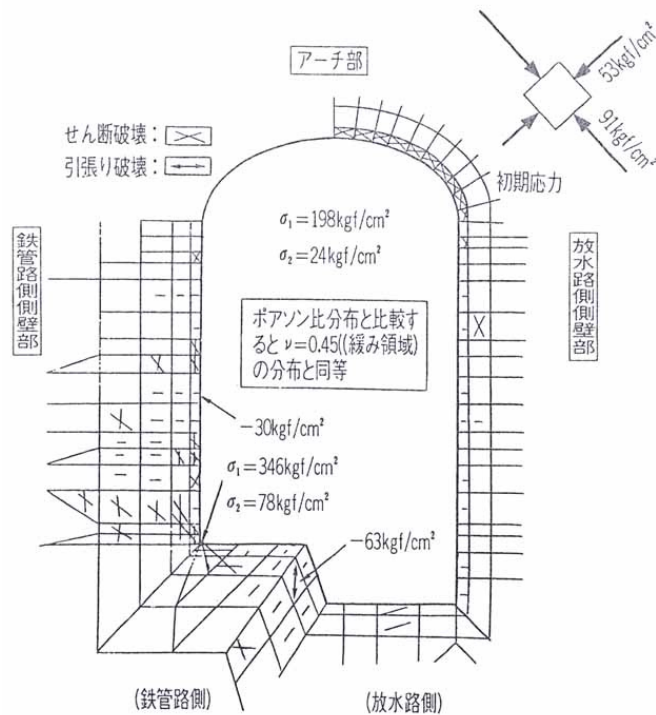 アーチ部
53kgf/cm²
91kgf/cm²
せん断破壊：
引張り破壊：
初期応力
σ₁＝198kgf/cm²
σ₂＝24kgf/cm²
鉄管路側側壁部
放水路側側壁部
ポアソン比分布と比較す
るとν＝0.45((緩み領域)
の分布と同等
−30kgf/cm²
σ₁＝346kgf/cm²
σ₂＝78kgf/cm²
−63kgf/cm²
(鉄管路側)
(放水路側)